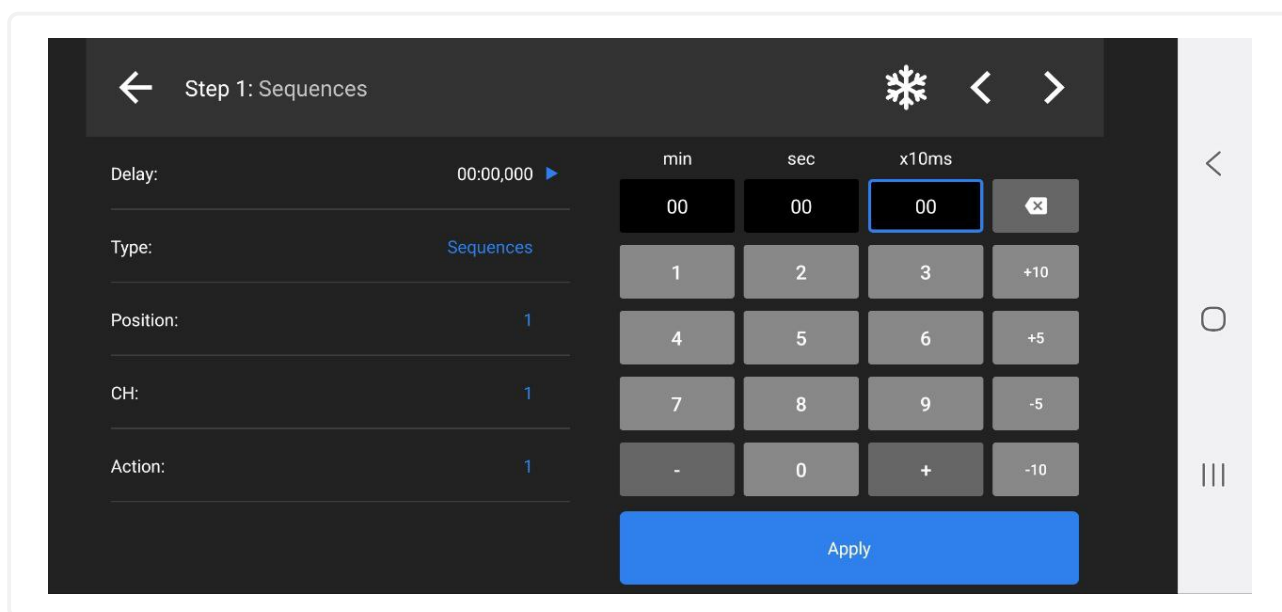 Step 1: Sequences
Delay: 00:00,000
Type: Sequences
Position: 1
CH: 1
Action: 1
min sec x10ms
00 00 00
1 2 3 +10
4 5 6 +5
7 8 9 -5
- 0 + -10
Apply